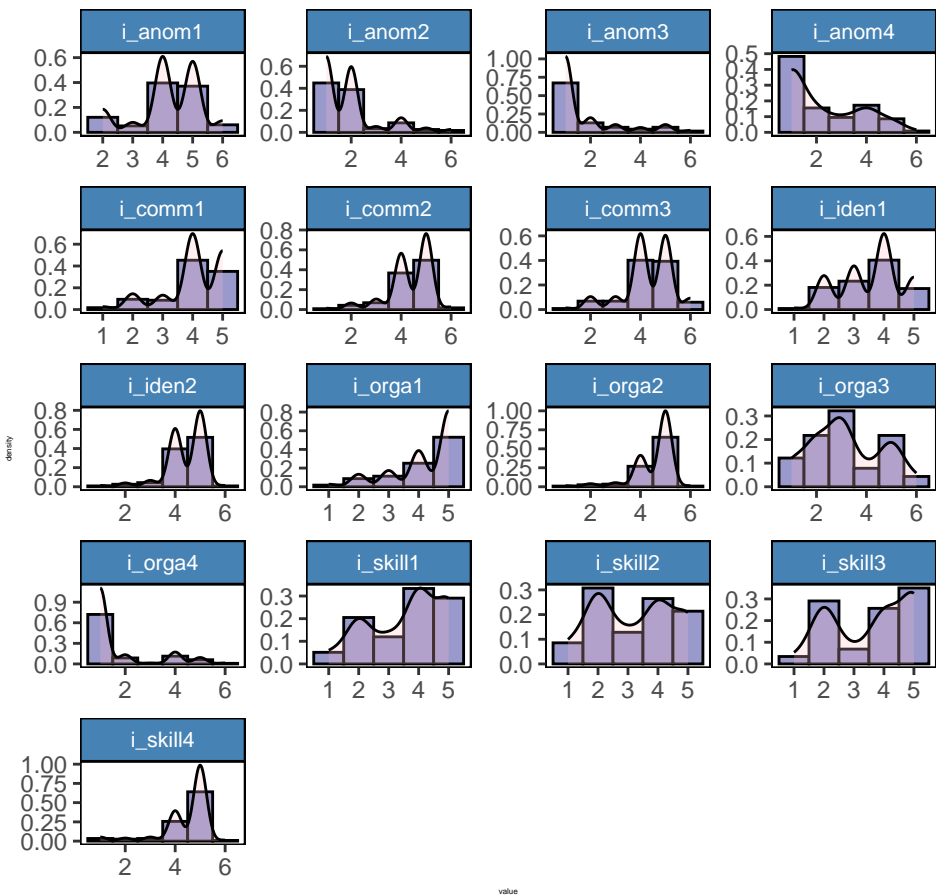 i_anom1 i_anom2 i_anom3 i_anom4
0.6 0.4 0.2 0.0
2 3 4 5 6
0.6 0.4 0.2 0.0
2 4 6
1.00 0.75 0.50 0.25 0.00
2 4 6
0.5 0.4 0.3 0.2 0.1 0.0
2 4 6
i_comm1 i_comm2 i_comm3 i_iden1
0.6 0.4 0.2 0.0
1 2 3 4 5
0.8 0.6 0.4 0.2 0.0
2 4 6
0.6 0.4 0.2 0.0
2 4 6
0.6 0.4 0.2 0.0
1 2 3 4 5
i_iden2 i_orga1 i_orga2 i_orga3
0.8 0.6 0.4 0.2 0.0
2 4 6
0.8 0.6 0.4 0.2 0.0
1 2 3 4 5
1.00 0.75 0.50 0.25 0.00
2 4 6
0.3 0.2 0.1 0.0
2 4 6
density
i_orga4 i_skill1 i_skill2 i_skill3
0.9 0.6 0.3 0.0
2 4 6
0.3 0.2 0.1 0.0
1 2 3 4 5
0.3 0.2 0.1 0.0
1 2 3 4 5
0.3 0.2 0.1 0.0
1 2 3 4 5
i_skill4
1.00 0.75 0.50 0.25 0.00
2 4 6
value